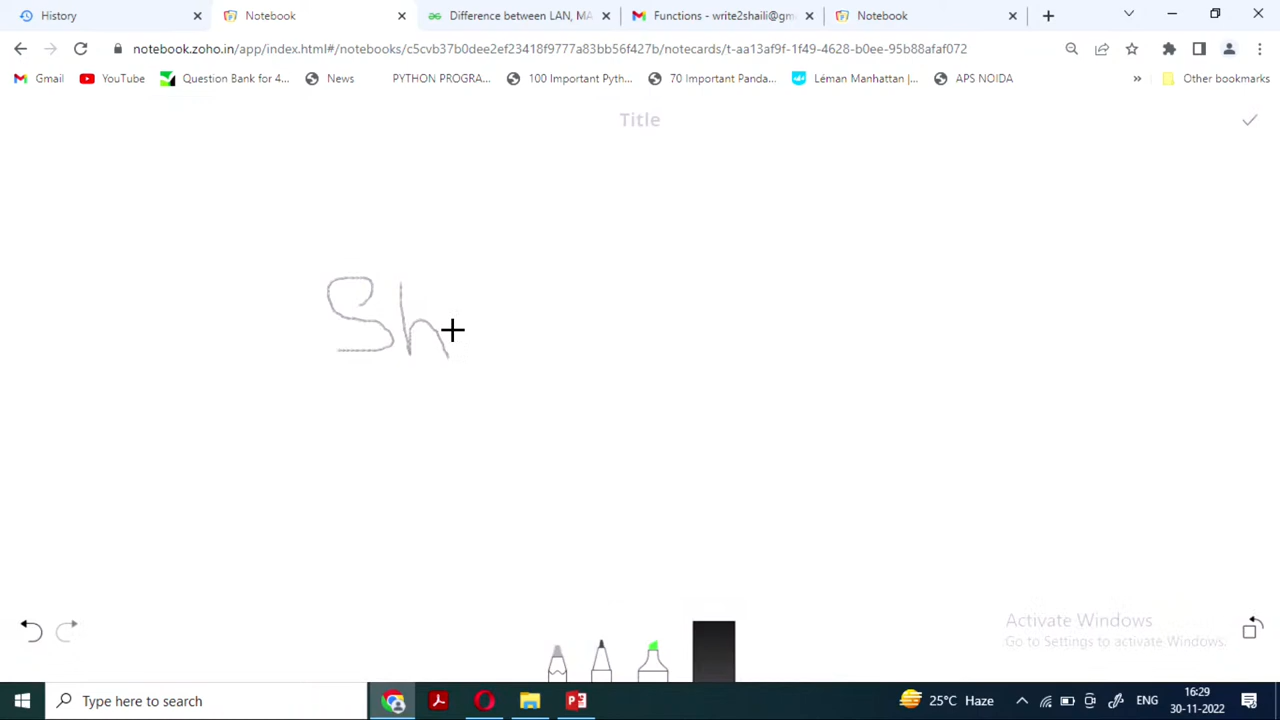 History
Notebook
Difference between LAN, MA
Functions - write2shaili@gm
Notebook
notebook.zoho.in/app/index.html#/notebooks/c5cvb37b0dee2ef23418f9777a83bb56f427b/notecards/t-aa13af9f-1f49-4628-b0ee-95b88afaf072
Gmail
YouTube
Question Bank for 4...
News
PYTHON PROGRA...
100 Important Pyth...
70 Important Panda...
Léman Manhattan |...
APS NOIDA
»
Other bookmarks
Title
Sh
Activate Windows
Go to Settings to activate Windows.
Type here to search
25°C Haze
ENG
16:29
30-11-2022